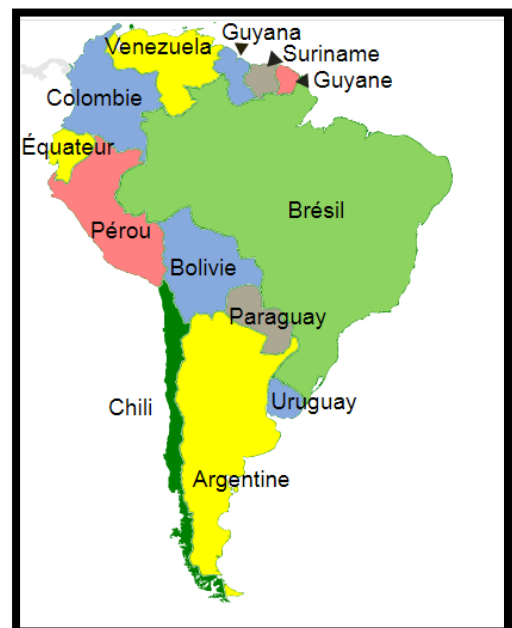 Guyana
Venezuela
Suriname
Guyane
Colombie
Équateur
Brésil
Pérou
Bolivie
Paraguay
Chili
Uruguay
Argentine